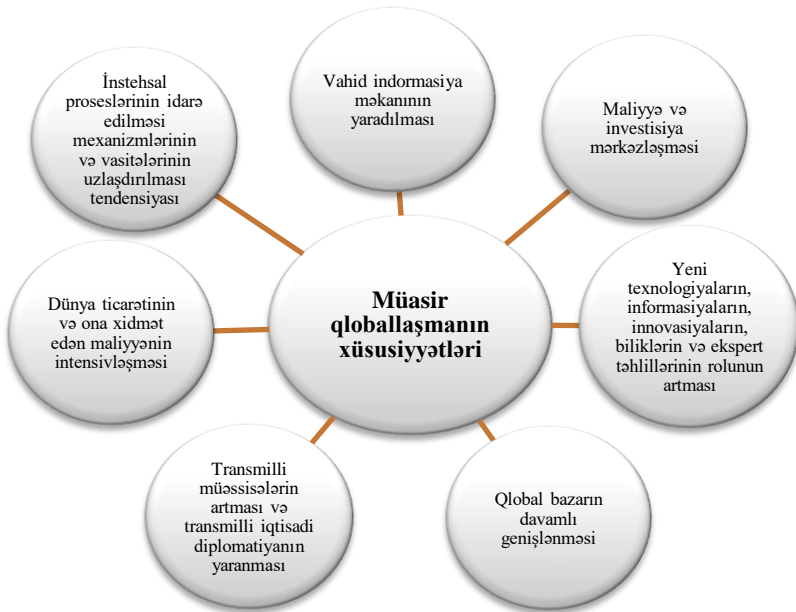 İnstehsal
proseslərinin idarə
edilməsi
mexanizmlərinin
və vasitələrinin
uzlaşdırılması
tendensiyası
Vahid indormasiya
məkanının
yaradılması
Maliyyə və
investisiya
mərkəzləşməsi
Dünya ticarətinin
və ona xidmət
edən maliyyənin
intensivləşməsi
Müasir
qloballaşmanın
xüsusiyyətləri
Yeni
texnologiyaların,
informasiyaların,
innovasiyaların,
biliklərin və ekspert
təhlillərinin rolunun
artması
Transmilli
müəssisələrin
artması və
transmilli iqtisadi
diplomatiyanın
yaranması
Qlobal bazarın
davamlı
genişlənməsi